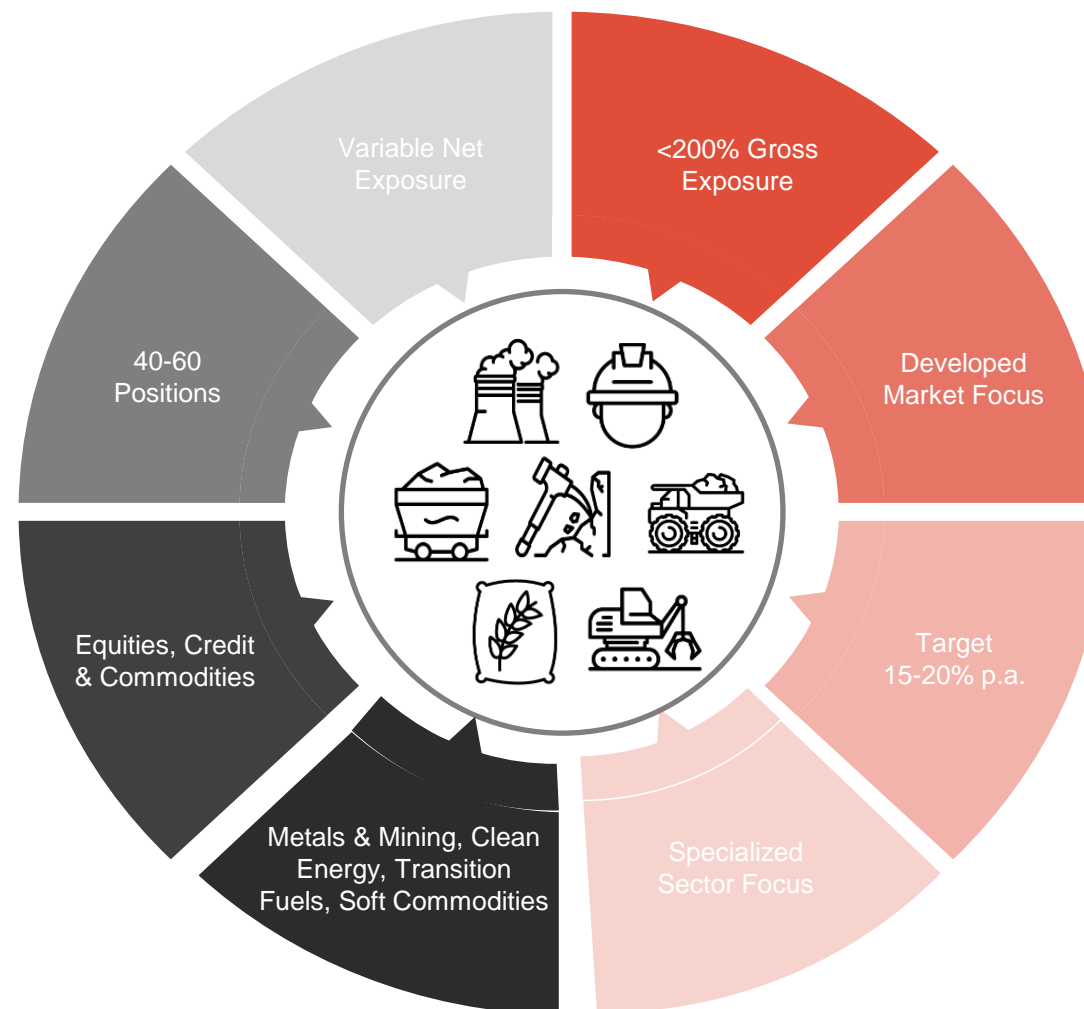 Variable Net
Exposure
<200% Gross
Exposure
40-60
Positions
Developed
Market Focus
Equities, Credit
& Commodities
Target
15-20% p.a.
Metals & Mining, Clean
Energy, Transition
Fuels, Soft Commodities
Specialized
Sector Focus